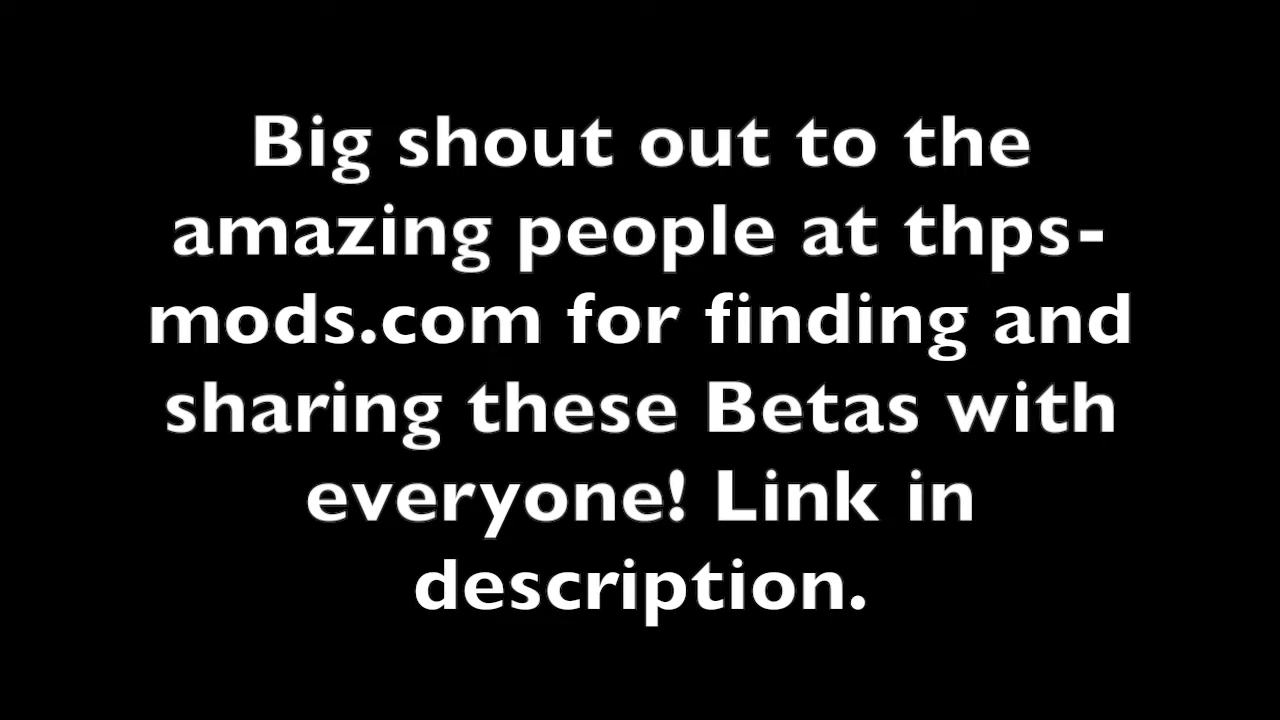 Big shout out to the
amazing people at thps-
mods.com for finding and
sharing these Betas with
everyone! Link in
description.